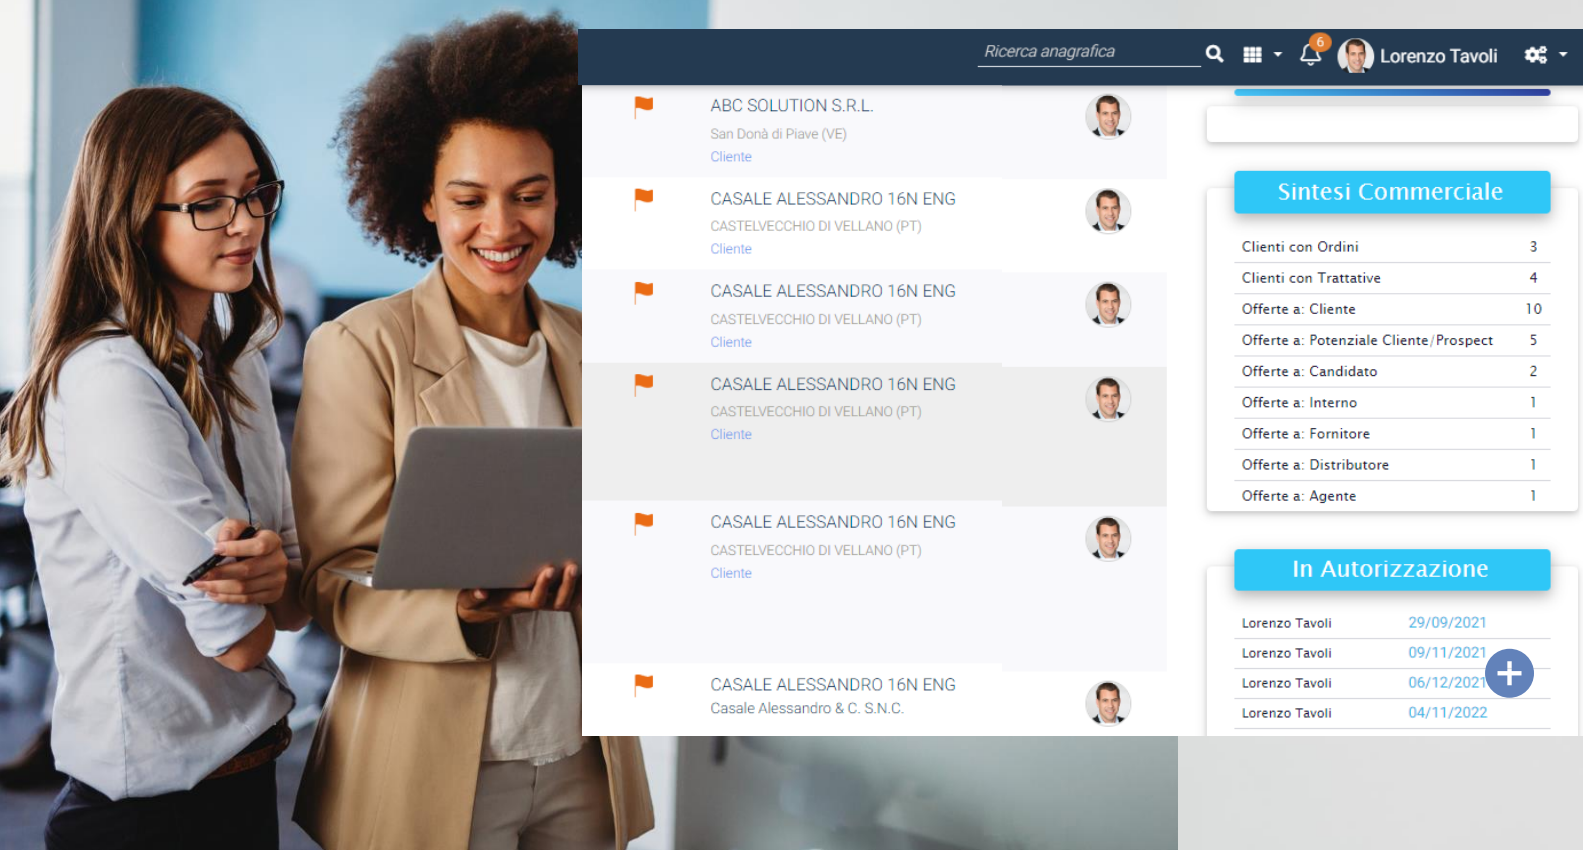 Ricerca anagrafica
6
Lorenzo Tavoli
ABC SOLUTION S.R.L.
San Donà di Piave (VE)
Cliente
CASALE ALESSANDRO 16N ENG
CASTELVECCHIO DI VELLANO (PT)
Cliente
CASALE ALESSANDRO 16N ENG
CASTELVECCHIO DI VELLANO (PT)
Cliente
CASALE ALESSANDRO 16N ENG
CASTELVECCHIO DI VELLANO (PT)
Cliente
CASALE ALESSANDRO 16N ENG
CASTELVECCHIO DI VELLANO (PT)
Cliente
CASALE ALESSANDRO 16N ENG
Casale Alessandro & C. S.N.C.
Sintesi Commerciale
Clienti con Ordini 3
Clienti con Trattative 4
Offerte a: Cliente 10
Offerte a: Potenziale Cliente/Prospect 5
Offerte a: Candidato 2
Offerte a: Interno 1
Offerte a: Fornitore 1
Offerte a: Distributore 1
Offerte a: Agente 1
In Autorizzazione
Lorenzo Tavoli 29/09/2021
Lorenzo Tavoli 09/11/2021
Lorenzo Tavoli 06/12/2021
Lorenzo Tavoli 04/11/2022